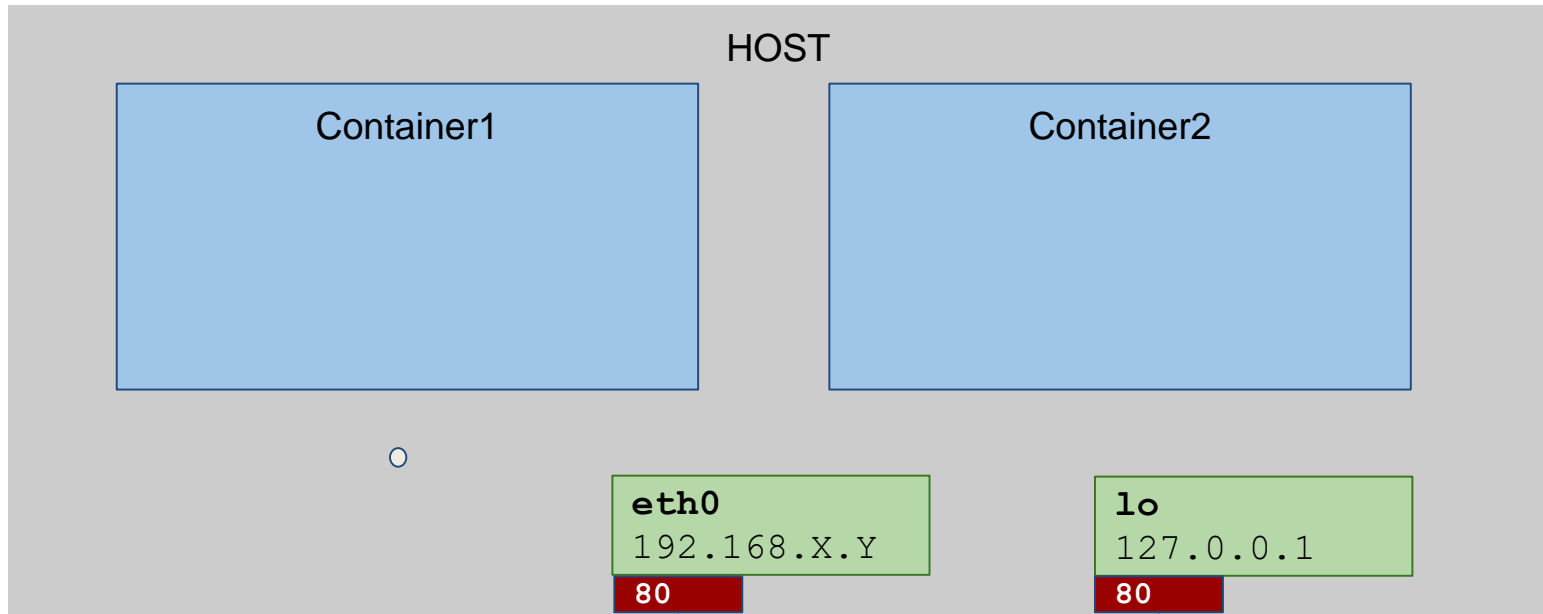 HOST
Container1
Container2
eth0
192.168.X.Y
80
lo
127.0.0.1
80